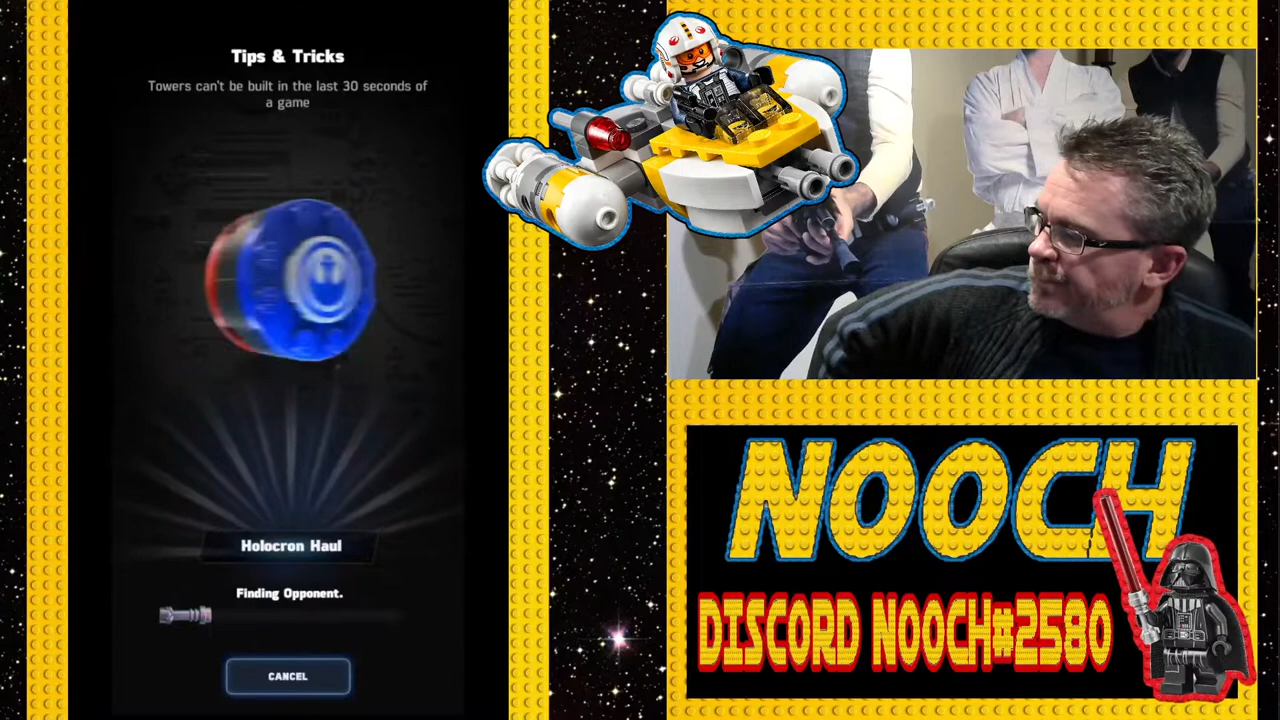 Tips & Tricks
Towers can't be built in the last 30 seconds of
a game
Holocron Haul
Finding Opponent.
CANCEL
NOOCH
DISCORD NOOCH#2580